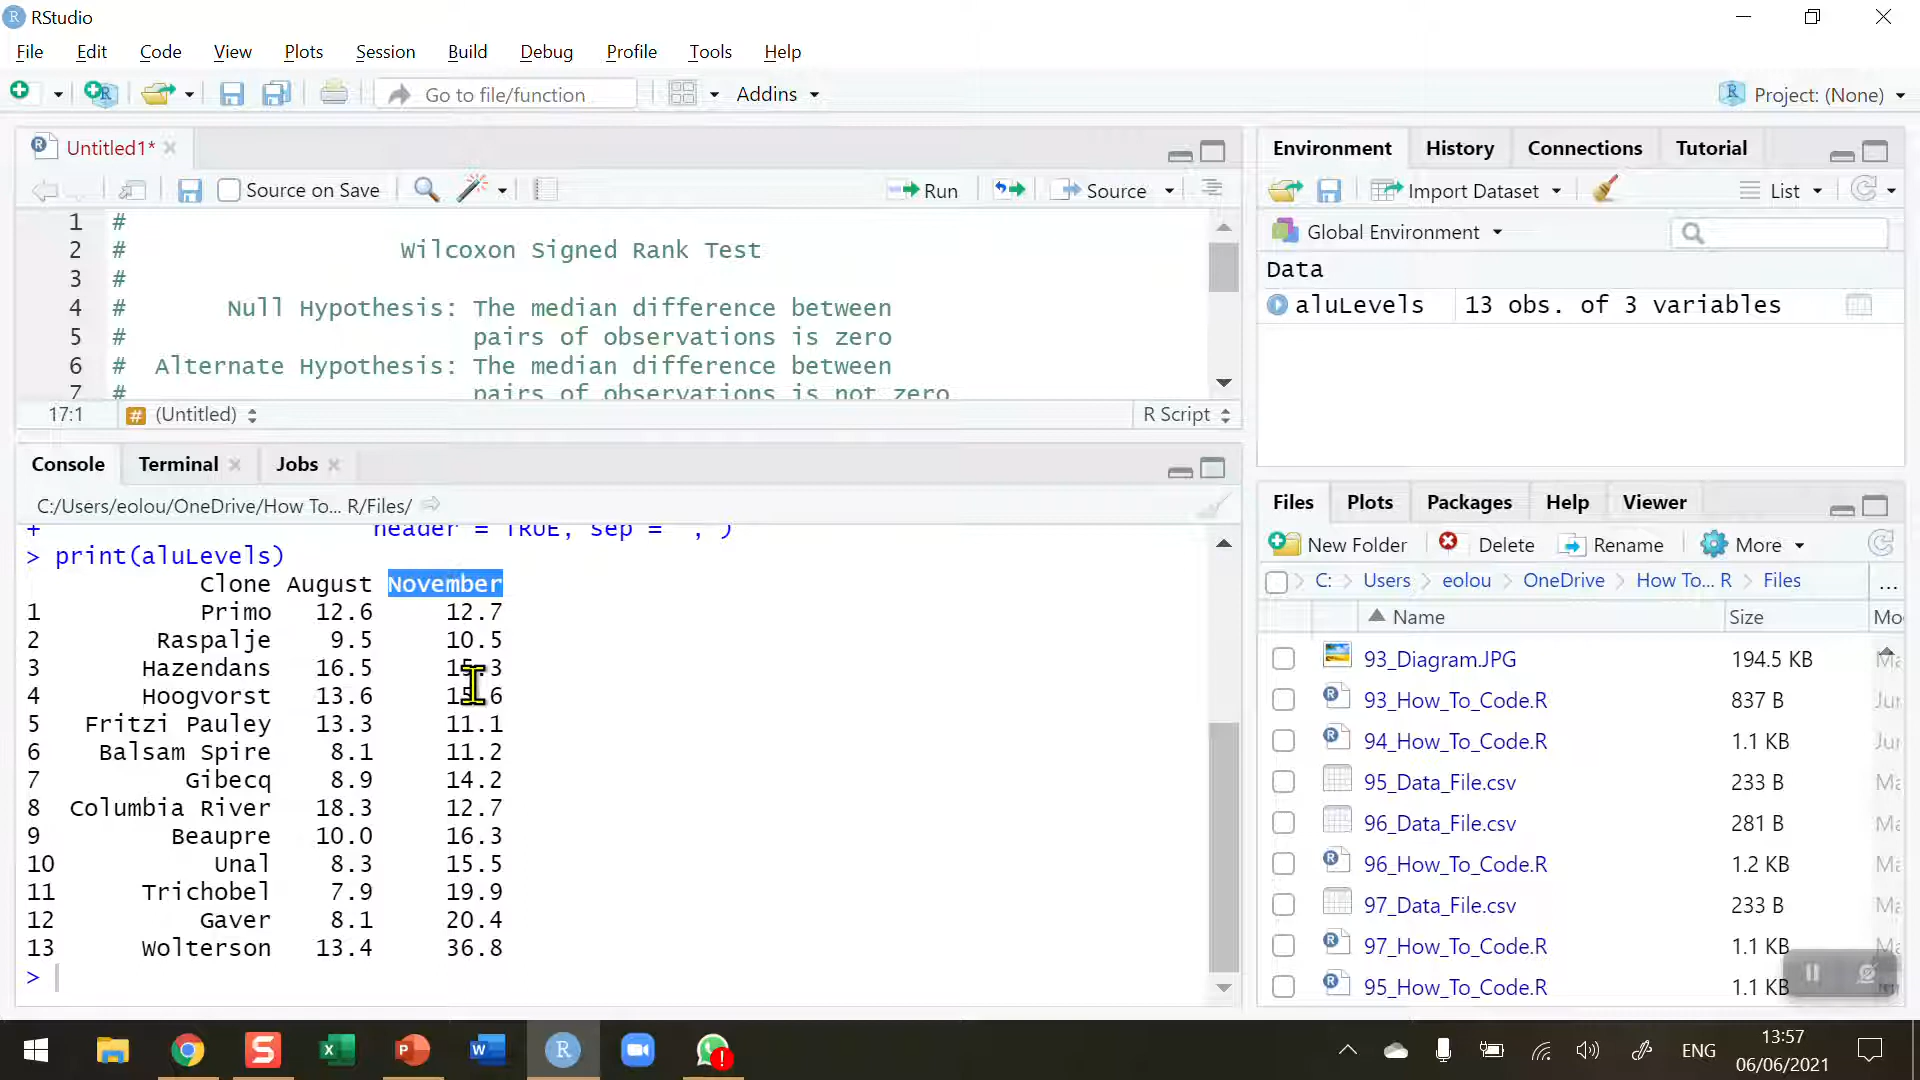 RStudio
File Edit Code View Plots Session Build Debug Profile Tools Help
Go to file/function Addins Project: (None)
Untitled1*
Source on Save Run Source
1 #
2 # Wilcoxon Signed Rank Test
3 #
4 # Null Hypothesis: The median difference between
5 # pairs of observations is zero
6 # Alternate Hypothesis: The median difference between
7 # pairs of observations is not zero
17:1 (Untitled) R Script
Console Terminal Jobs
C:/Users/eolou/OneDrive/How To... R/Files/
+ header = TRUE, sep = ",")
> print(aluLevels)
Clone August November
1 Primo 12.6 12.7
2 Raspalje 9.5 10.5
3 Hazendans 16.5
4 Hoogvorst 13.6
5 Fritzi Pauley 13.3 11.1
6 Balsam Spire 8.1 11.2
7 Gibecq 8.9 14.2
8 Columbia River 18.3 12.7
9 Beaupre 10.0 16.3
10 Unal 8.3 15.5
11 Trichobel 7.9 19.9
12 Gaver 8.1 20.4
13 Wolterson 13.4 36.8
>
Environment History Connections Tutorial
Import Dataset List
Global Environment
Data
aluLevels 13 obs. of 3 variables
Files Plots Packages Help Viewer
New Folder Delete Rename More
C: Users eolou OneDrive How To... R Files ...
Name Size Mo
93_Diagram.JPG 194.5 KB
93_How_To_Code.R 837 B
94_How_To_Code.R 1.1 KB
95_Data_File.csv 233 B
96_Data_File.csv 281 B
96_How_To_Code.R 1.2 KB
97_Data_File.csv 233 B
97_How_To_Code.R 1.1 KB
95_How_To_Code.R 1.1 KB
ENG
13:57
06/06/2021